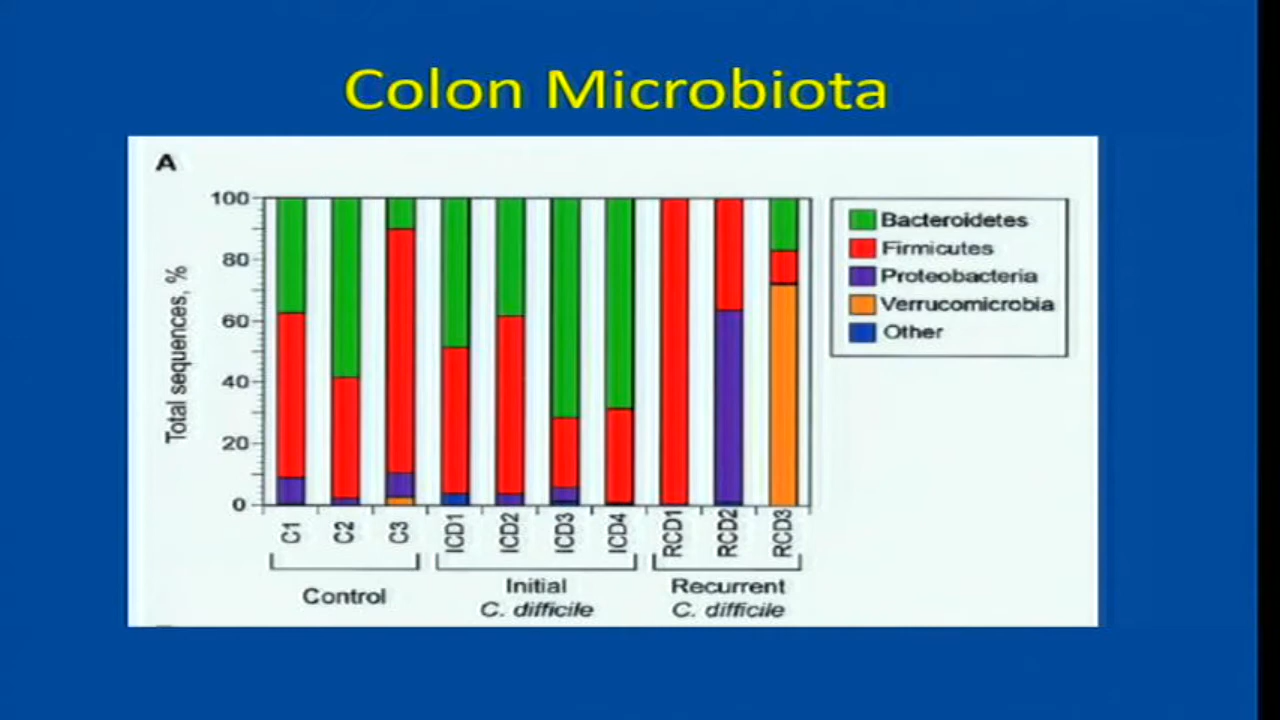 Colon Microbiota
A
Total sequences, %
100
80
60
40
20
0
C1
C2
C3
ICD1
ICD2
ICD3
ICD4
RCD1
RCD2
RCD3
Control
Initial
C. difficile
Recurrent
C. difficile
Bacteroidetes
Firmicutes
Proteobacteria
Verrucomicrobia
Other